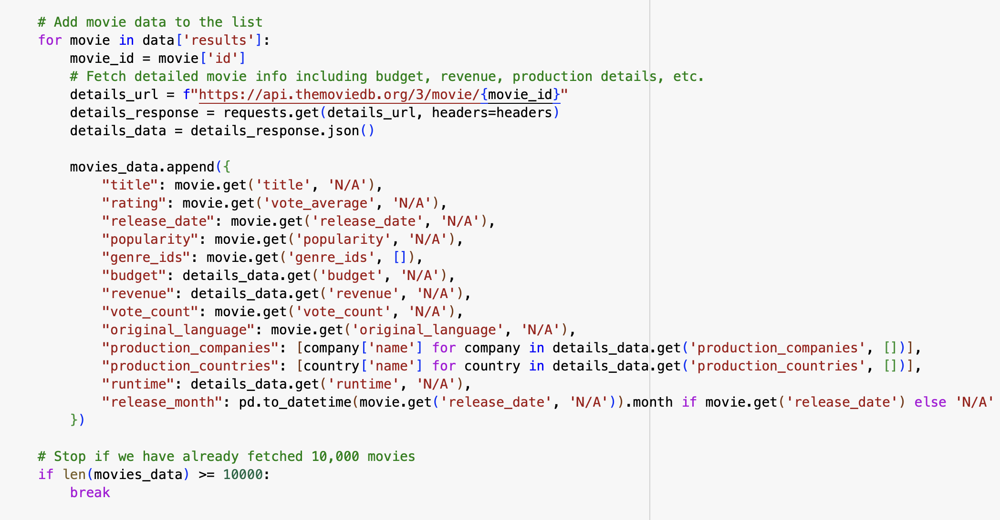 # Add movie data to the list
for movie in data['results']:
    movie_id = movie['id']
    # Fetch detailed movie info including budget, revenue, production details, etc.
    details_url = f"https://api.themoviedb.org/3/movie/{movie_id}"
    details_response = requests.get(details_url, headers=headers)
    details_data = details_response.json()

    movies_data.append({
        "title": movie.get('title', 'N/A'),
        "rating": movie.get('vote_average', 'N/A'),
        "release_date": movie.get('release_date', 'N/A'),
        "popularity": movie.get('popularity', 'N/A'),
        "genre_ids": movie.get('genre_ids', []),
        "budget": details_data.get('budget', 'N/A'),
        "revenue": details_data.get('revenue', 'N/A'),
        "vote_count": movie.get('vote_count', 'N/A'),
        "original_language": movie.get('original_language', 'N/A'),
        "production_companies": [company['name'] for company in details_data.get('production_companies', [])],
        "production_countries": [country['name'] for country in details_data.get('production_countries', [])],
        "runtime": details_data.get('runtime', 'N/A'),
        "release_month": pd.to_datetime(movie.get('release_date', 'N/A')).month if movie.get('release_date') else 'N/A'
    })

# Stop if we have already fetched 10,000 movies
if len(movies_data) >= 10000:
    break